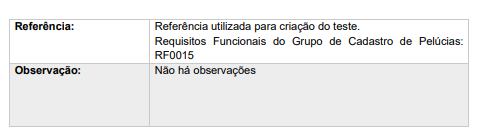 Referência: Referência utilizada para criação do teste.
Requisitos Funcionais do Grupo de Cadastro de Pelúcias:
RF0015
Observação: Não há observações